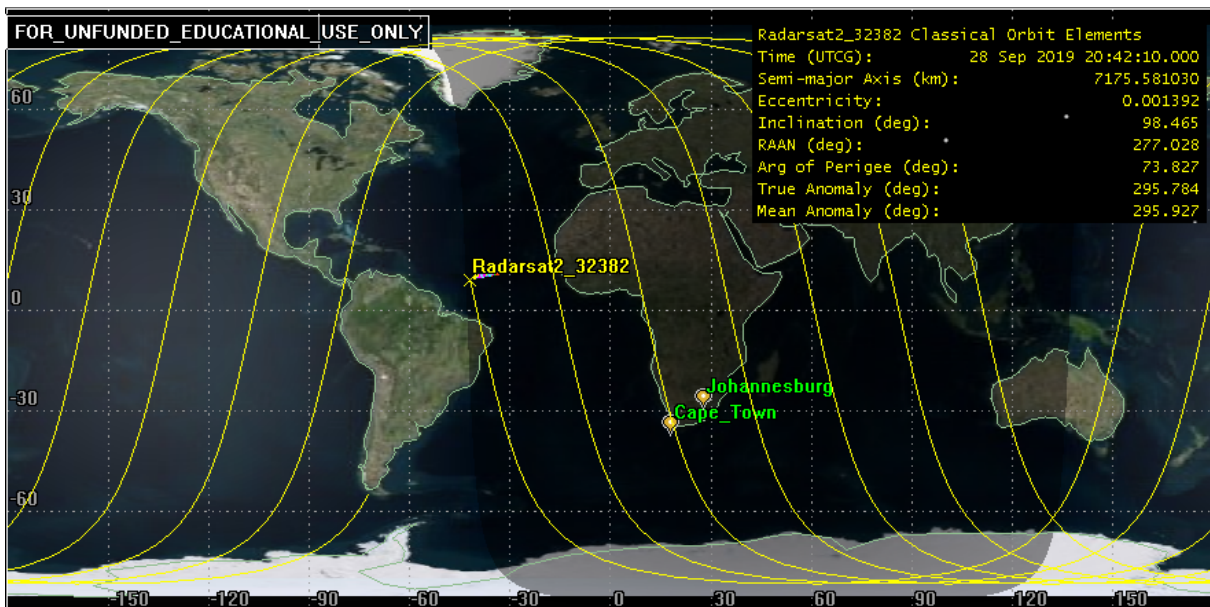 FOR_UNFUNDED_EDUCATIONAL_USE_ONLY
Radarsat2_32382 Classical Orbit Elements
Time (UTCG): 28 Sep 2019 20:42:10.000
Semi-major Axis (km): 7175.581030
Eccentricity: 0.001392
Inclination (deg): 98.465
RAAN (deg): 277.028
Arg of Perigee (deg): 73.827
True Anomaly (deg): 295.784
Mean Anomaly (deg): 295.927
60
30
Radarsat2_32382
0
Johannesburg
-30
Cape_Town
-60
-150 -120 -90 -60 -30 0 30 60 90 120 150